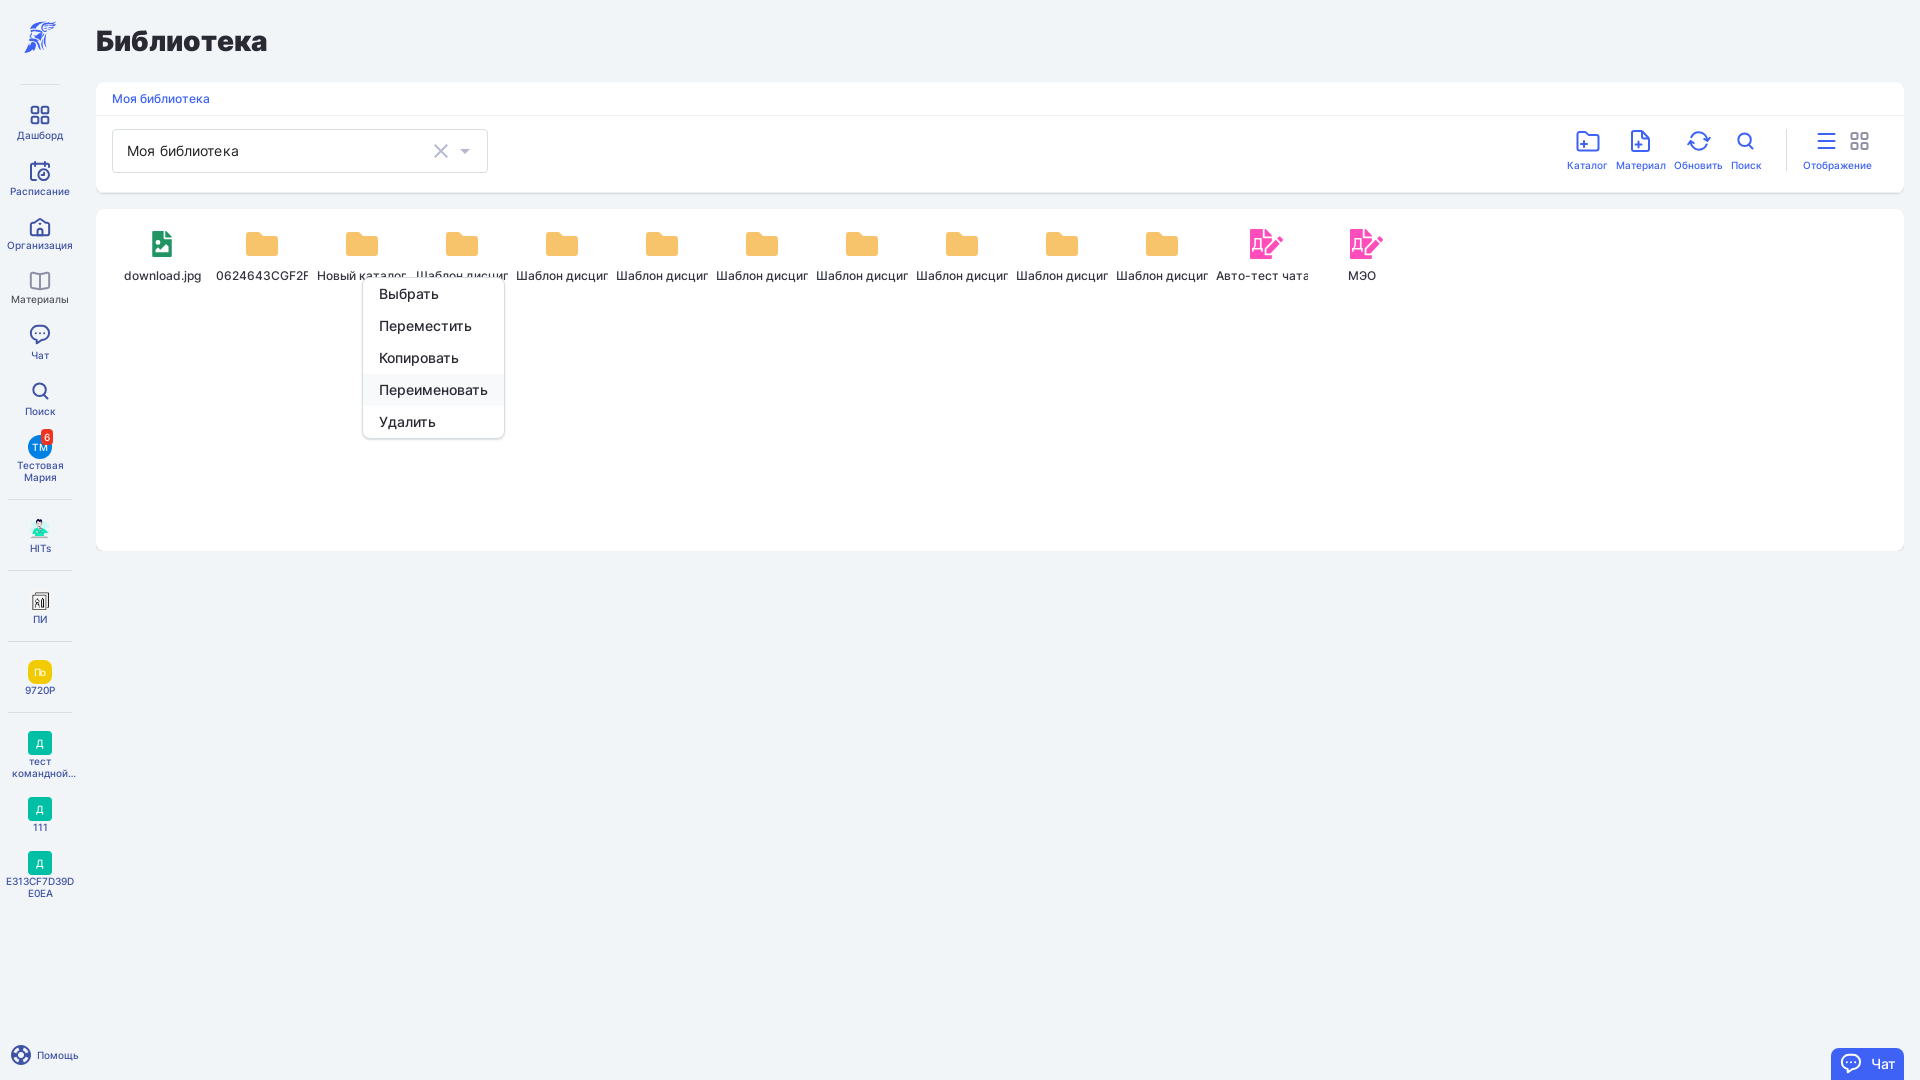 Библиотека
Моя библиотека
Моя библиотека
Каталог
Материал
Обновить
Поиск
Отображение
Дашборд
Расписание
Организация
Материалы
Чат
Поиск
ТМ
6
Тестовая
Мария
HITs
ПИ
По
9720P
Д
тест
командной...
Д
111
Д
E313CF7D39D
E0EA
Помощь
download.jpg
0624643CGF2F
Новый каталог
Шаблон дисцип
Шаблон дисцип
Шаблон дисцип
Шаблон дисцип
Шаблон дисцип
Шаблон дисцип
Шаблон дисцип
Шаблон дисцип
Авто-тест чата
МЭО
Выбрать
Переместить
Копировать
Переименовать
Удалить
Чат